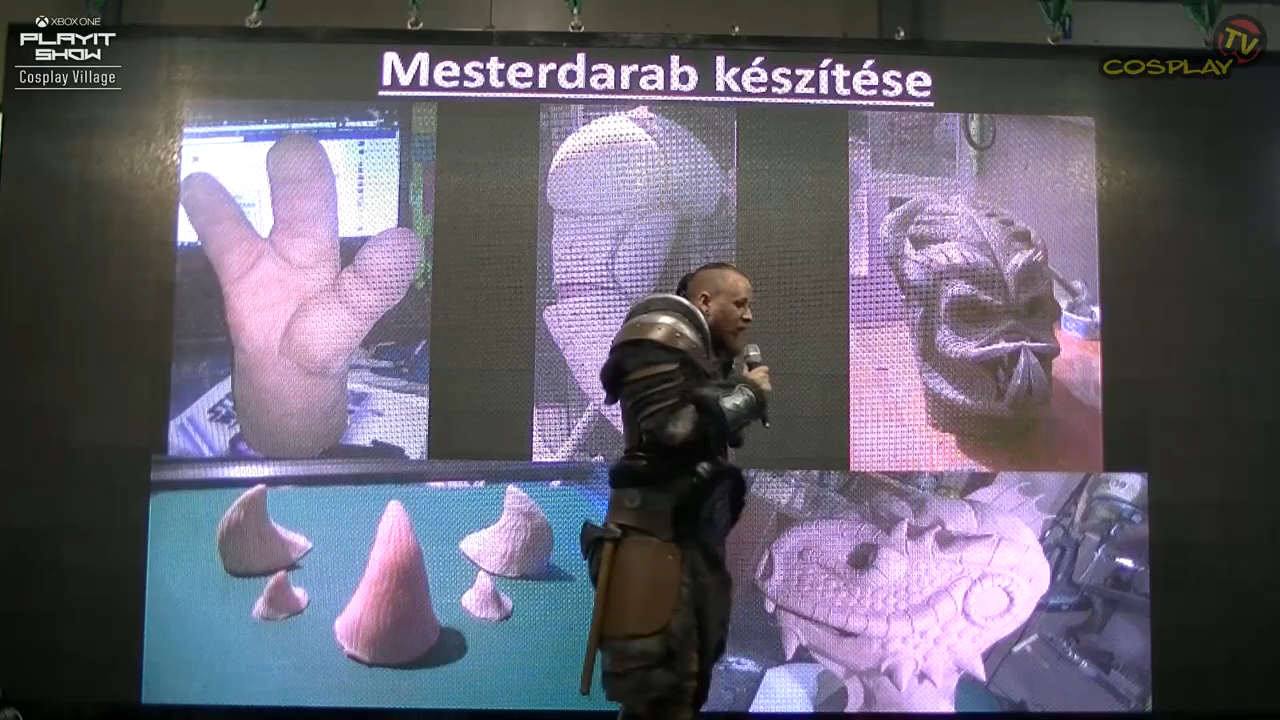 XBOX ONE
PLAYIT
SHOW
Cosplay Village
Mesterdarab készítése
TV
COSPLAY